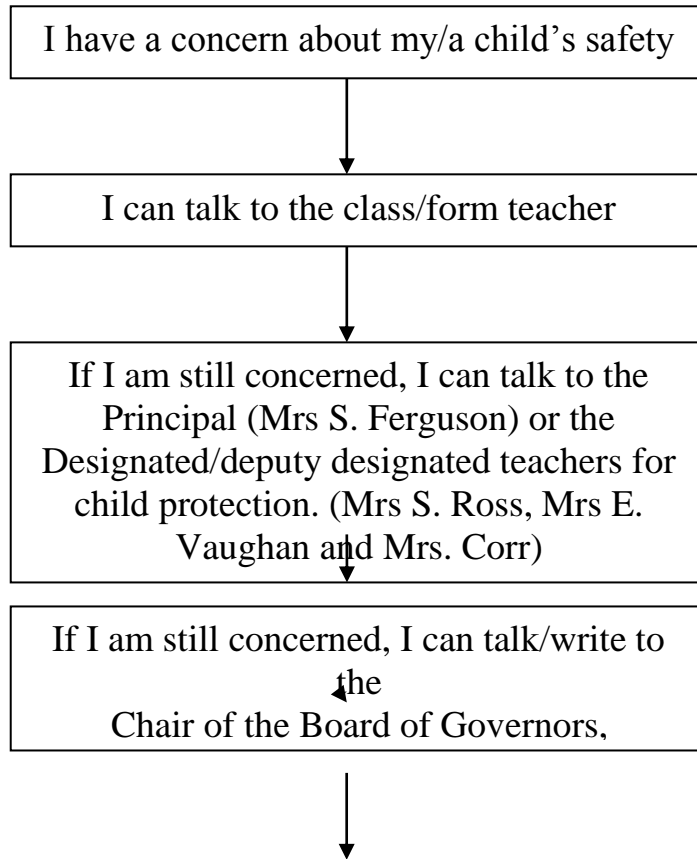 I have a concern about my/a child’s safety
I can talk to the class/form teacher
If I am still concerned, I can talk to the
Principal (Mrs S. Ferguson) or the
Designated/deputy designated teachers for
child protection. (Mrs S. Ross, Mrs E.
Vaughan and Mrs. Corr)
If I am still concerned, I can talk/write to
the
Chair of the Board of Governors,